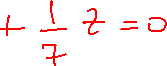 + 1/7 z = 0